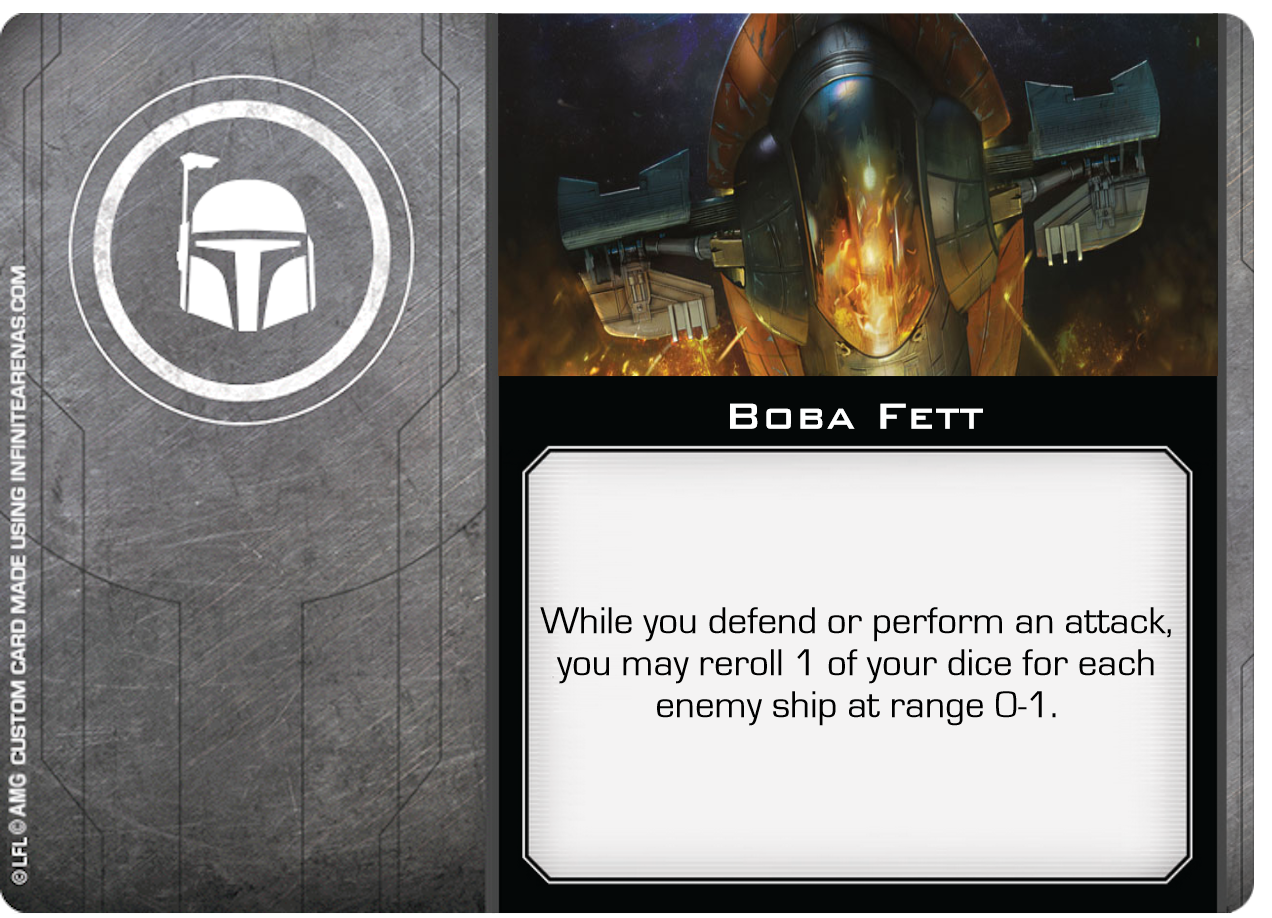 Boba Fett
While you defend or perform an attack,
you may reroll 1 of your dice for each
enemy ship at range 0-1.
©LFL ©AMG CUSTOM CARD MADE USING INFINITEARENAS.COM